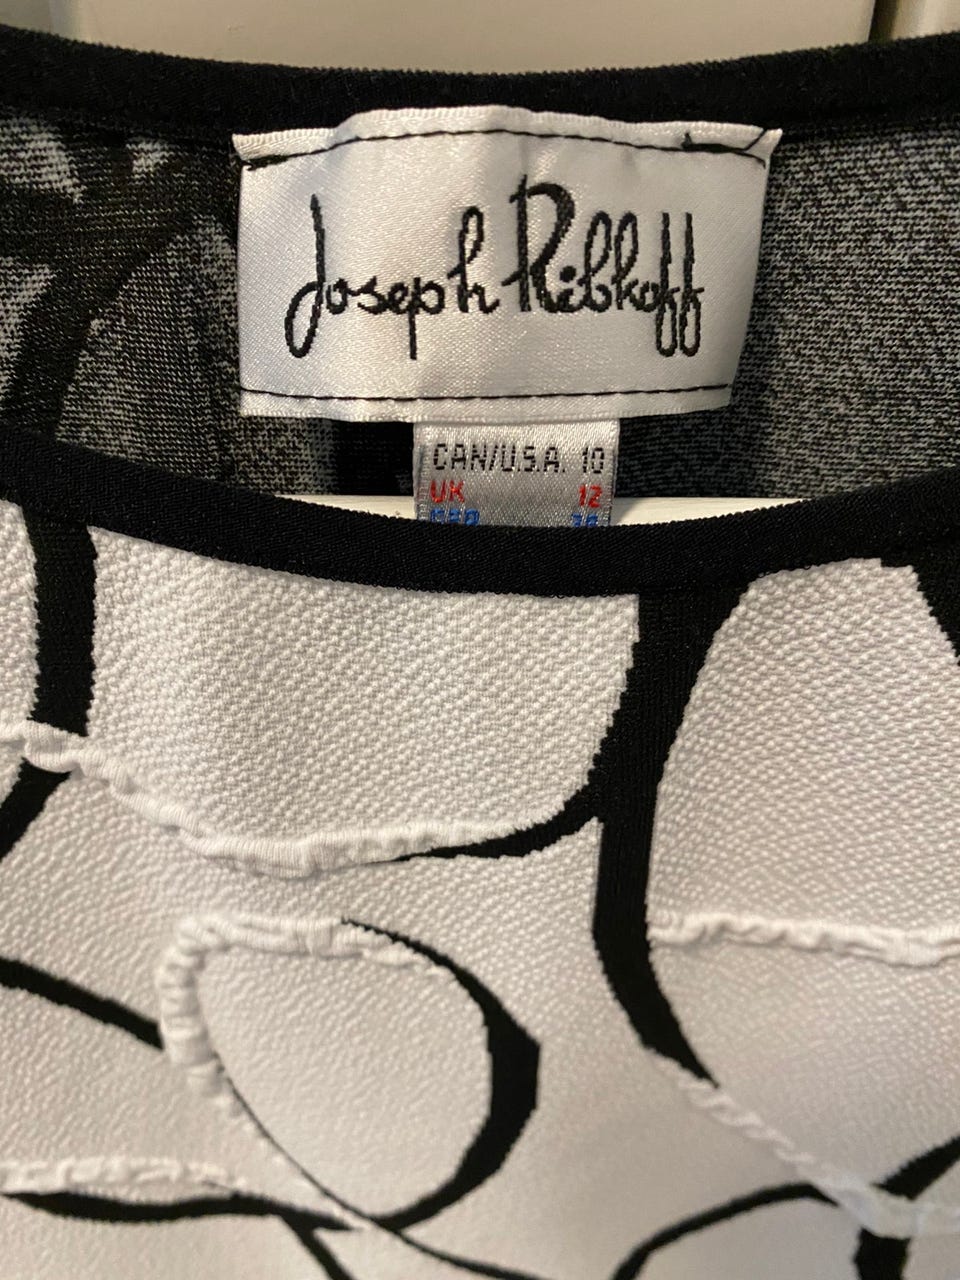 Joseph Ribkoff
CAN/U.S.A. 10
UK 12